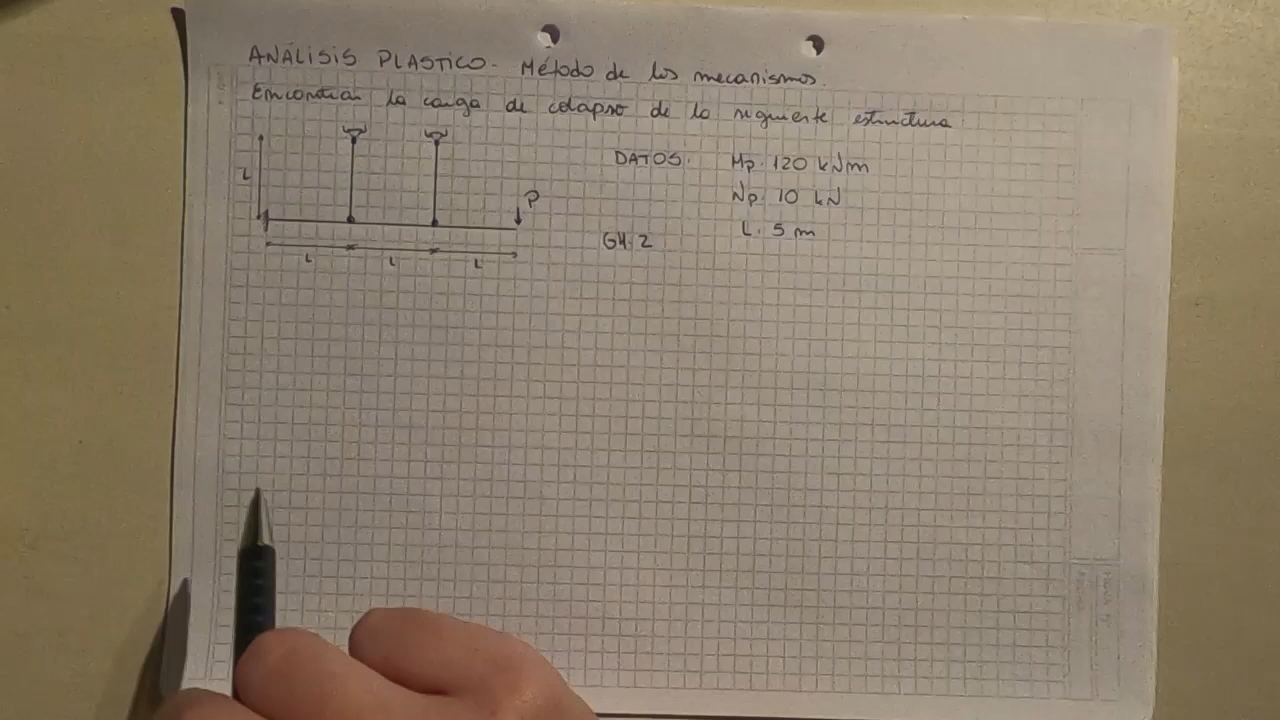 ANÁLISIS PLASTICO - Método de los mecanismos.
Encontrar la carga de colapso de la siguiente estructura
DATOS: Mp: 120 kNm
Np: 10 kN
L: 5 m
GH: 2
L
P
L L L